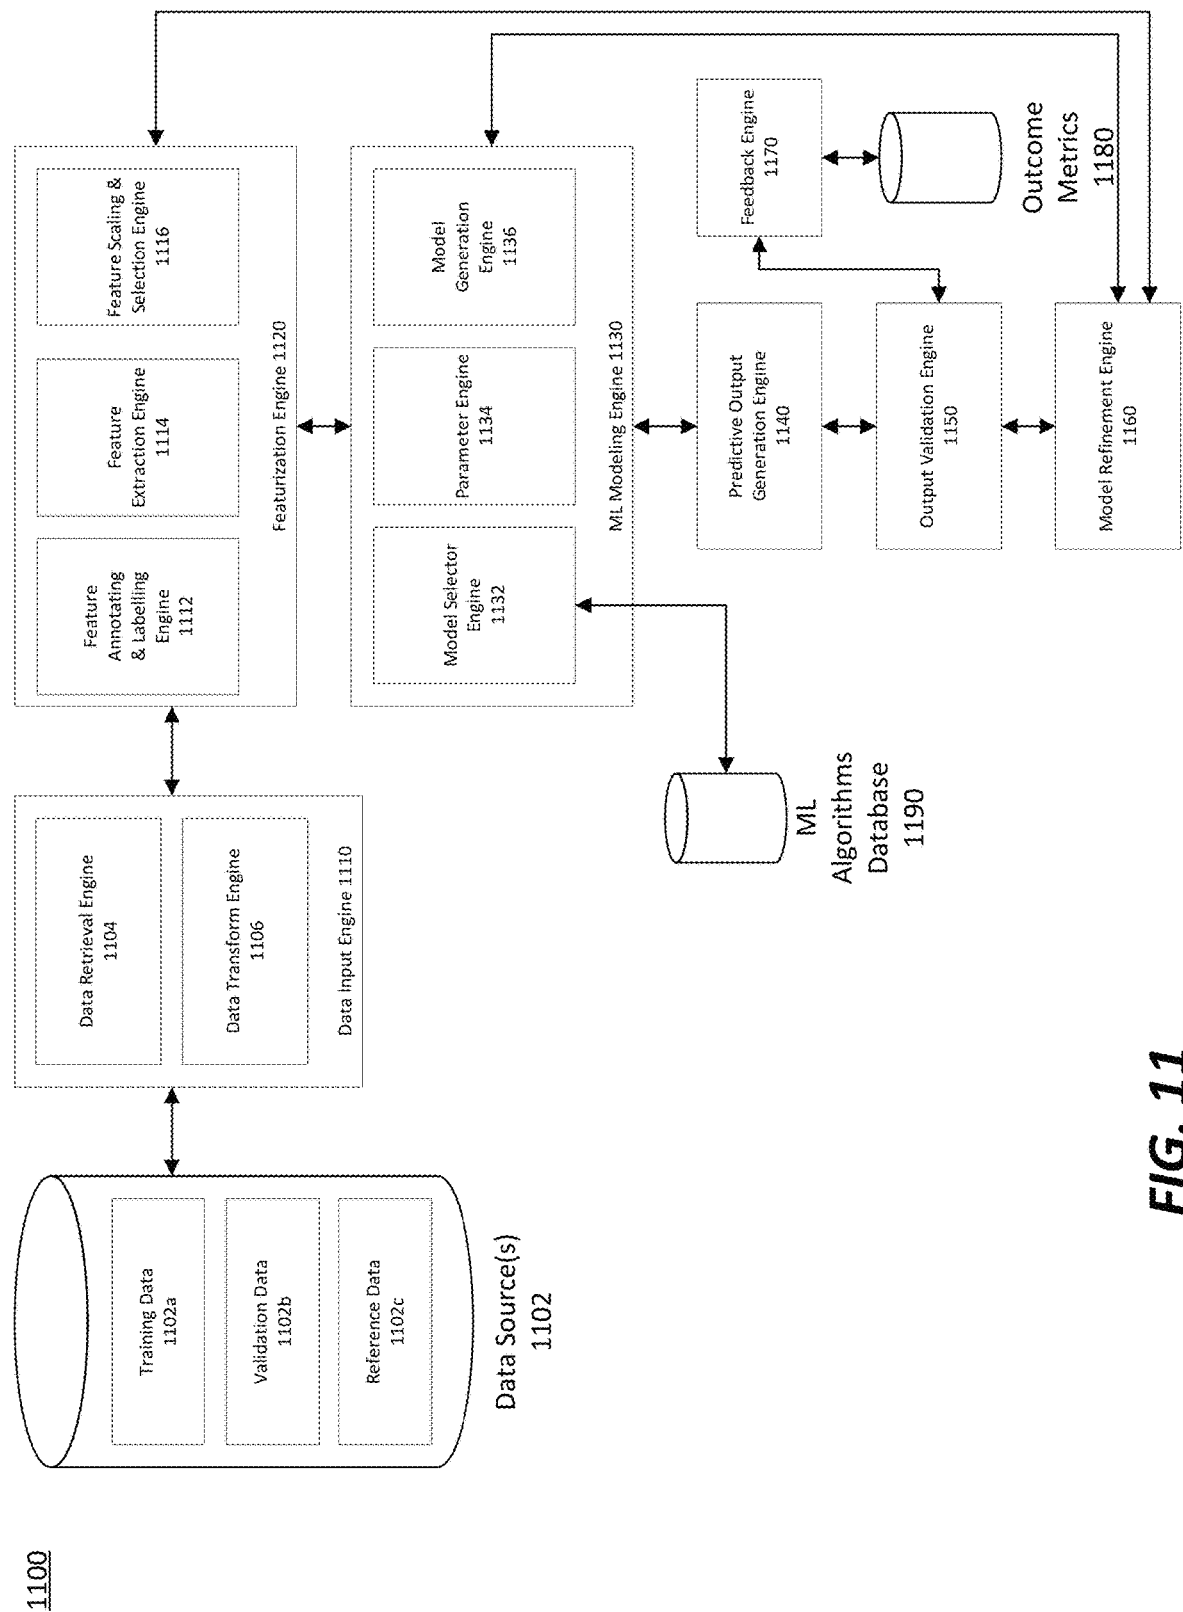 1100
Training Data
1102a
Validation Data
1102b
Reference Data
1102c
Data Source(s)
1102
Data Retrieval Engine
1104
Data Transform Engine
1106
Data Input Engine 1110
Feature
Annotating
& Labelling
Engine
1112
Feature
Extraction Engine
1114
Feature Scaling &
Selection Engine
1116
Featurization Engine 1120
Model Selector
Engine
1132
Parameter Engine
1134
Model
Generation
Engine
1136
ML Modeling Engine 1130
ML
Algorithms
Database
1190
Predictive Output
Generation Engine
1140
Output Validation Engine
1150
Model Refinement Engine
1160
Feedback Engine
1170
Outcome
Metrics
1180
FIG. 11